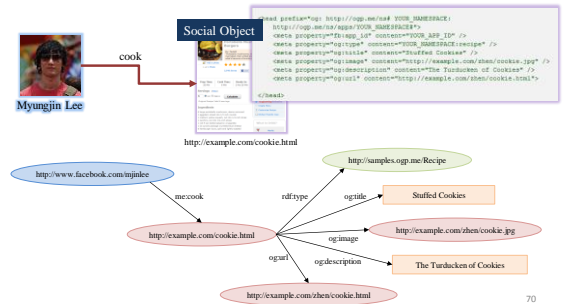 Social Object
<head prefix="og: http://ogp.me/ns# YOUR_NAMESPACE:
http://ogp.me/ns/apps/YOUR_NAMESPACE#">
<meta property="fb:app_id" content="YOUR_APP_ID" />
<meta property="og:type" content="YOUR_NAMESPACE:recipe" />
<meta property="og:title" content="Stuffed Cookies" />
<meta property="og:image" content="http://example.com/zhen/cookie.jpg" />
<meta property="og:description" content="The Turducken of Cookies" />
<meta property="og:url" content="http://example.com/zhen/cookie.html">
</head>
cook
Myungjin Lee
http://example.com/cookie.html
http://samples.ogp.me/Recipe
http://www.facebook.com/mjinlee
rdf:type
og:title
Stuffed Cookies
me:cook
http://example.com/cookie.html
og:image
http://example.com/zhen/cookie.jpg
og:url
og:description
The Turducken of Cookies
http://example.com/zhen/cookie.html
70